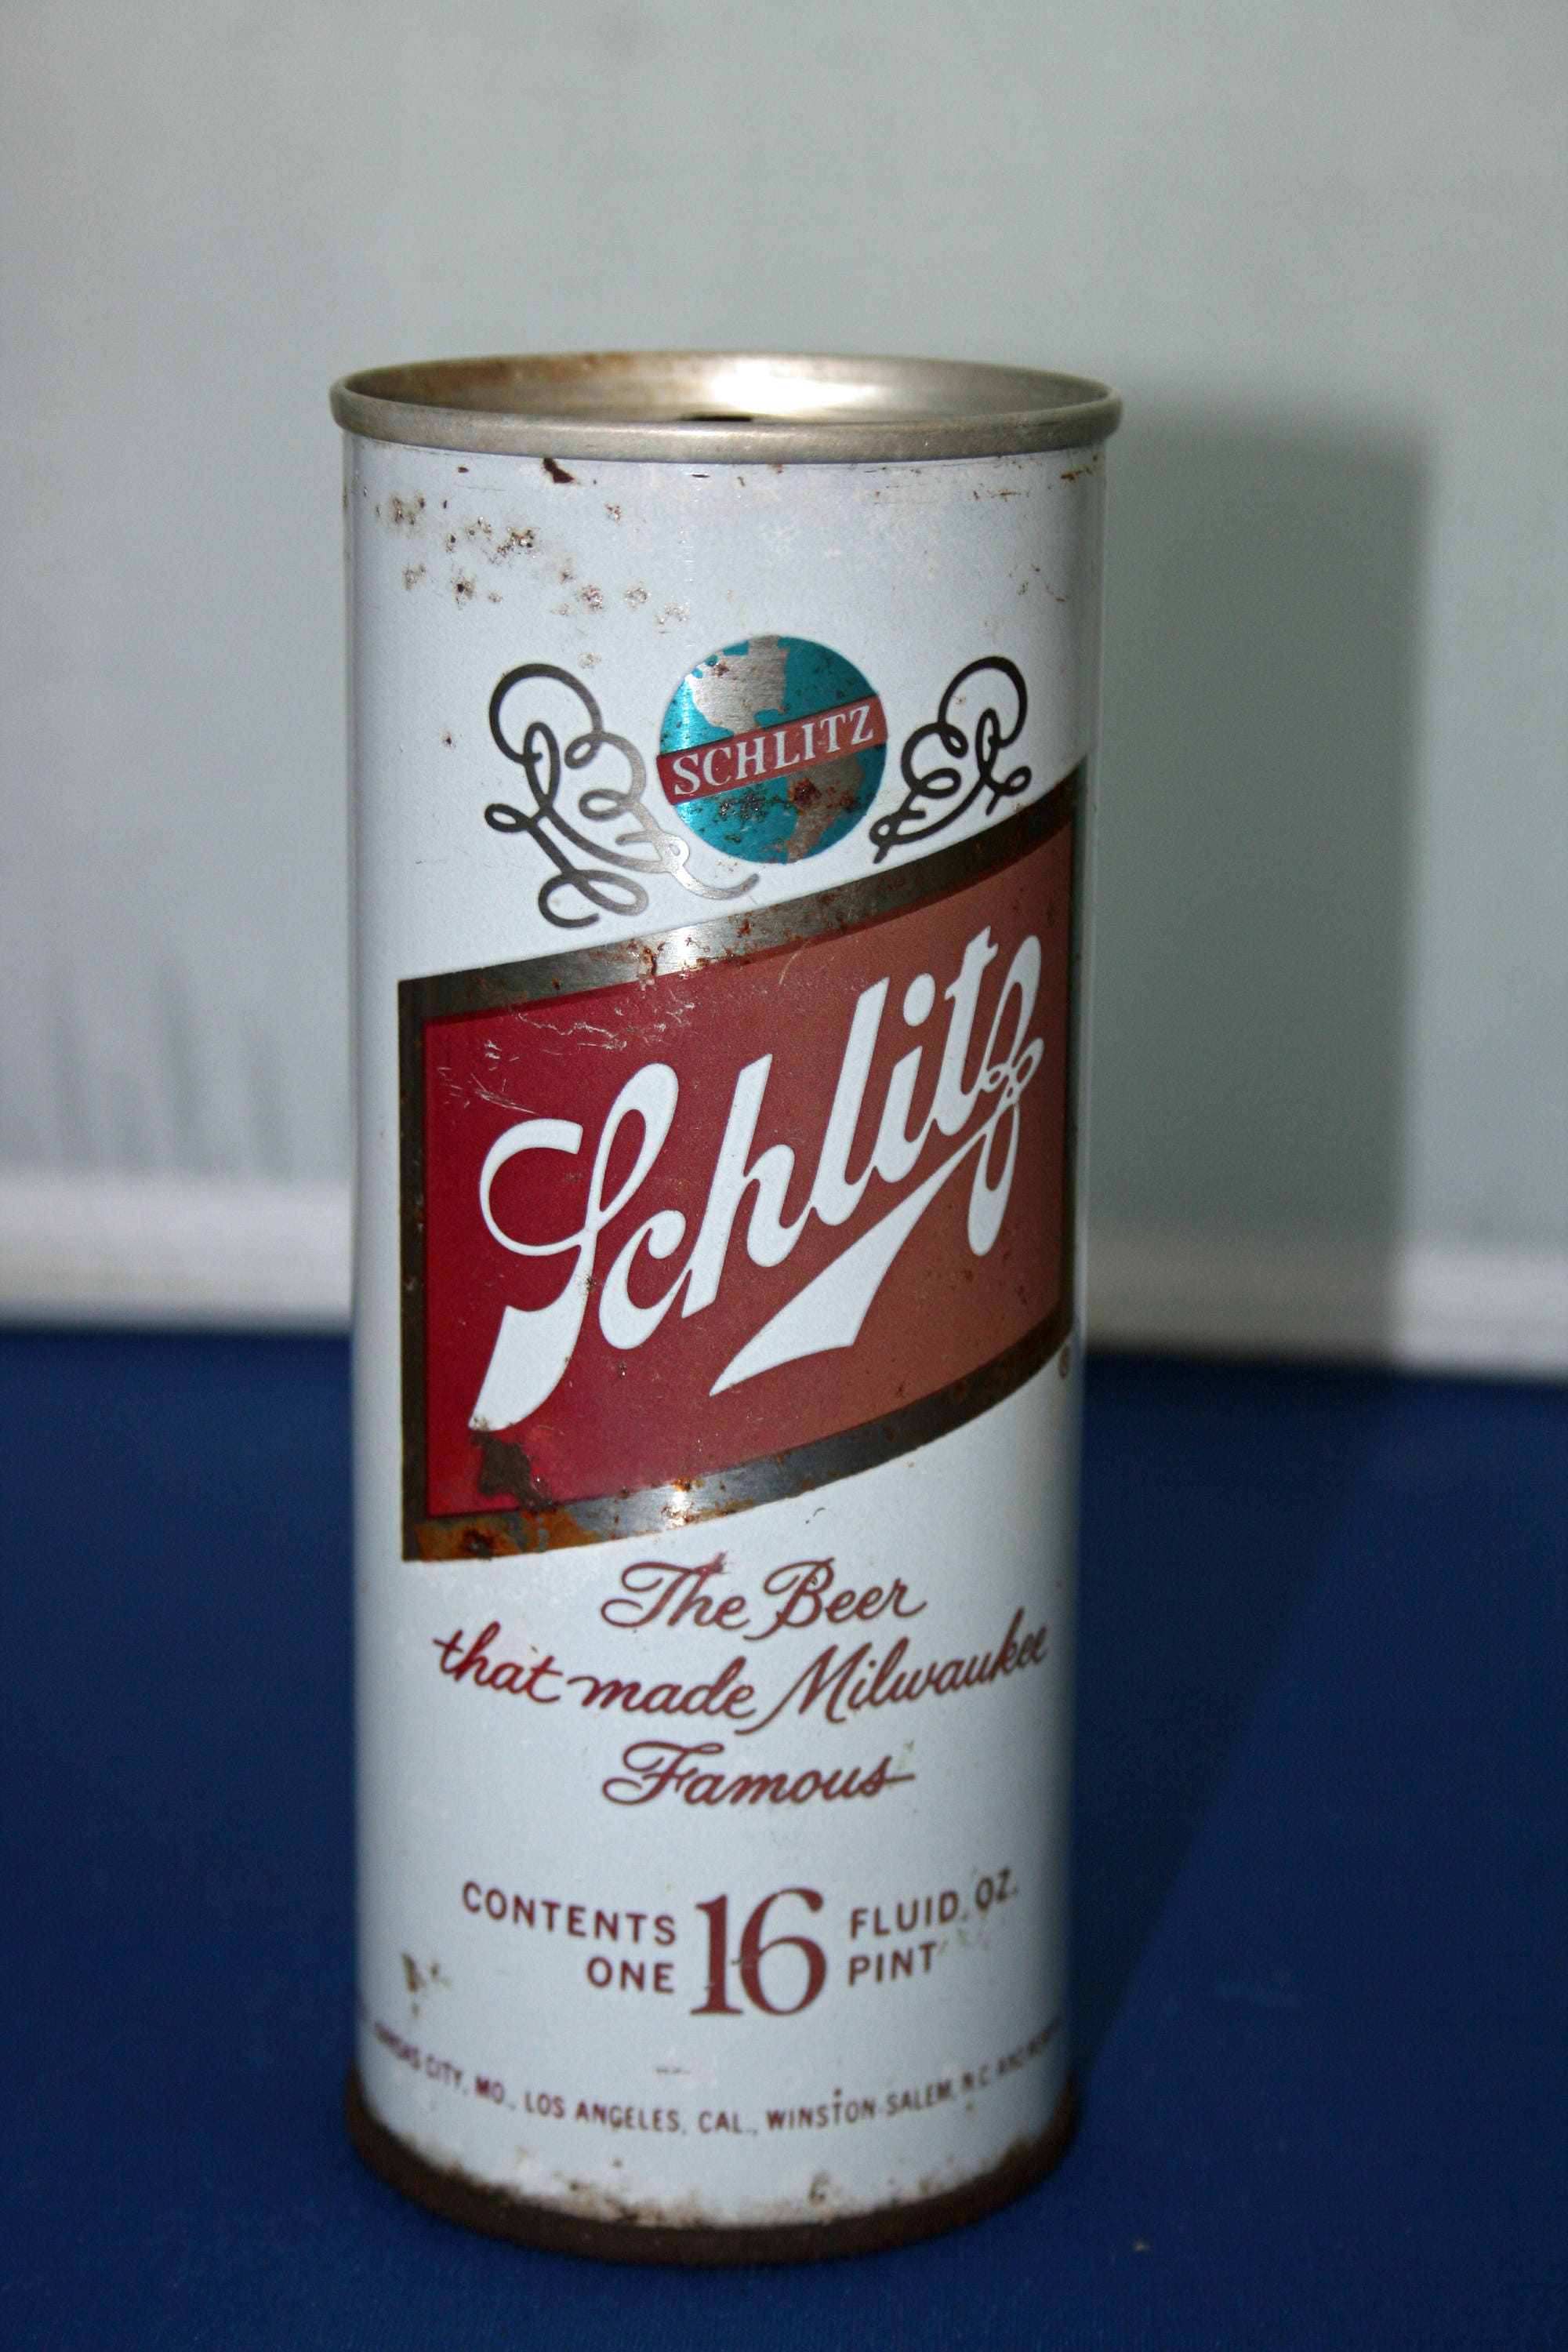 SCHLITZ
Schlitz
The Beer
that made Milwaukee
Famous
CONTENTS 16 FLUID OZ.
ONE PINT
CITY, MO., LOS ANGELES, CAL., WINSTON-SALEM, N.C. AND